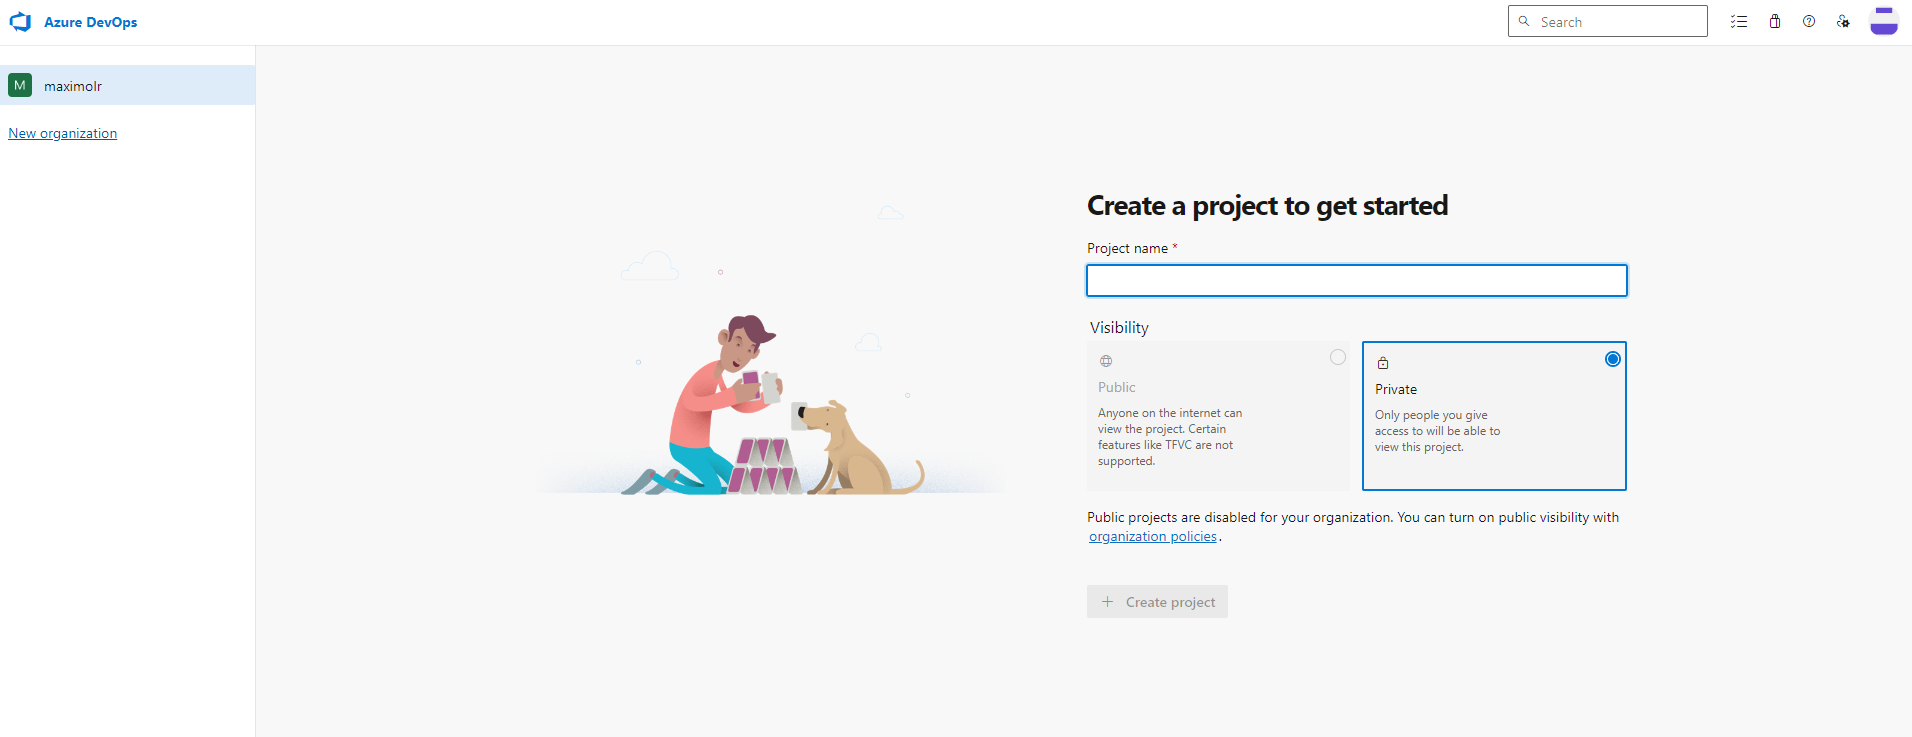 Azure DevOps
Search
M
maximolr
New organization
Create a project to get started
Project name *
Visibility
Public
Anyone on the internet can
view the project. Certain
features like TFVC are not
supported.
Private
Only people you give
access to will be able to
view this project.
Public projects are disabled for your organization. You can turn on public visibility with
organization policies.
+ Create project